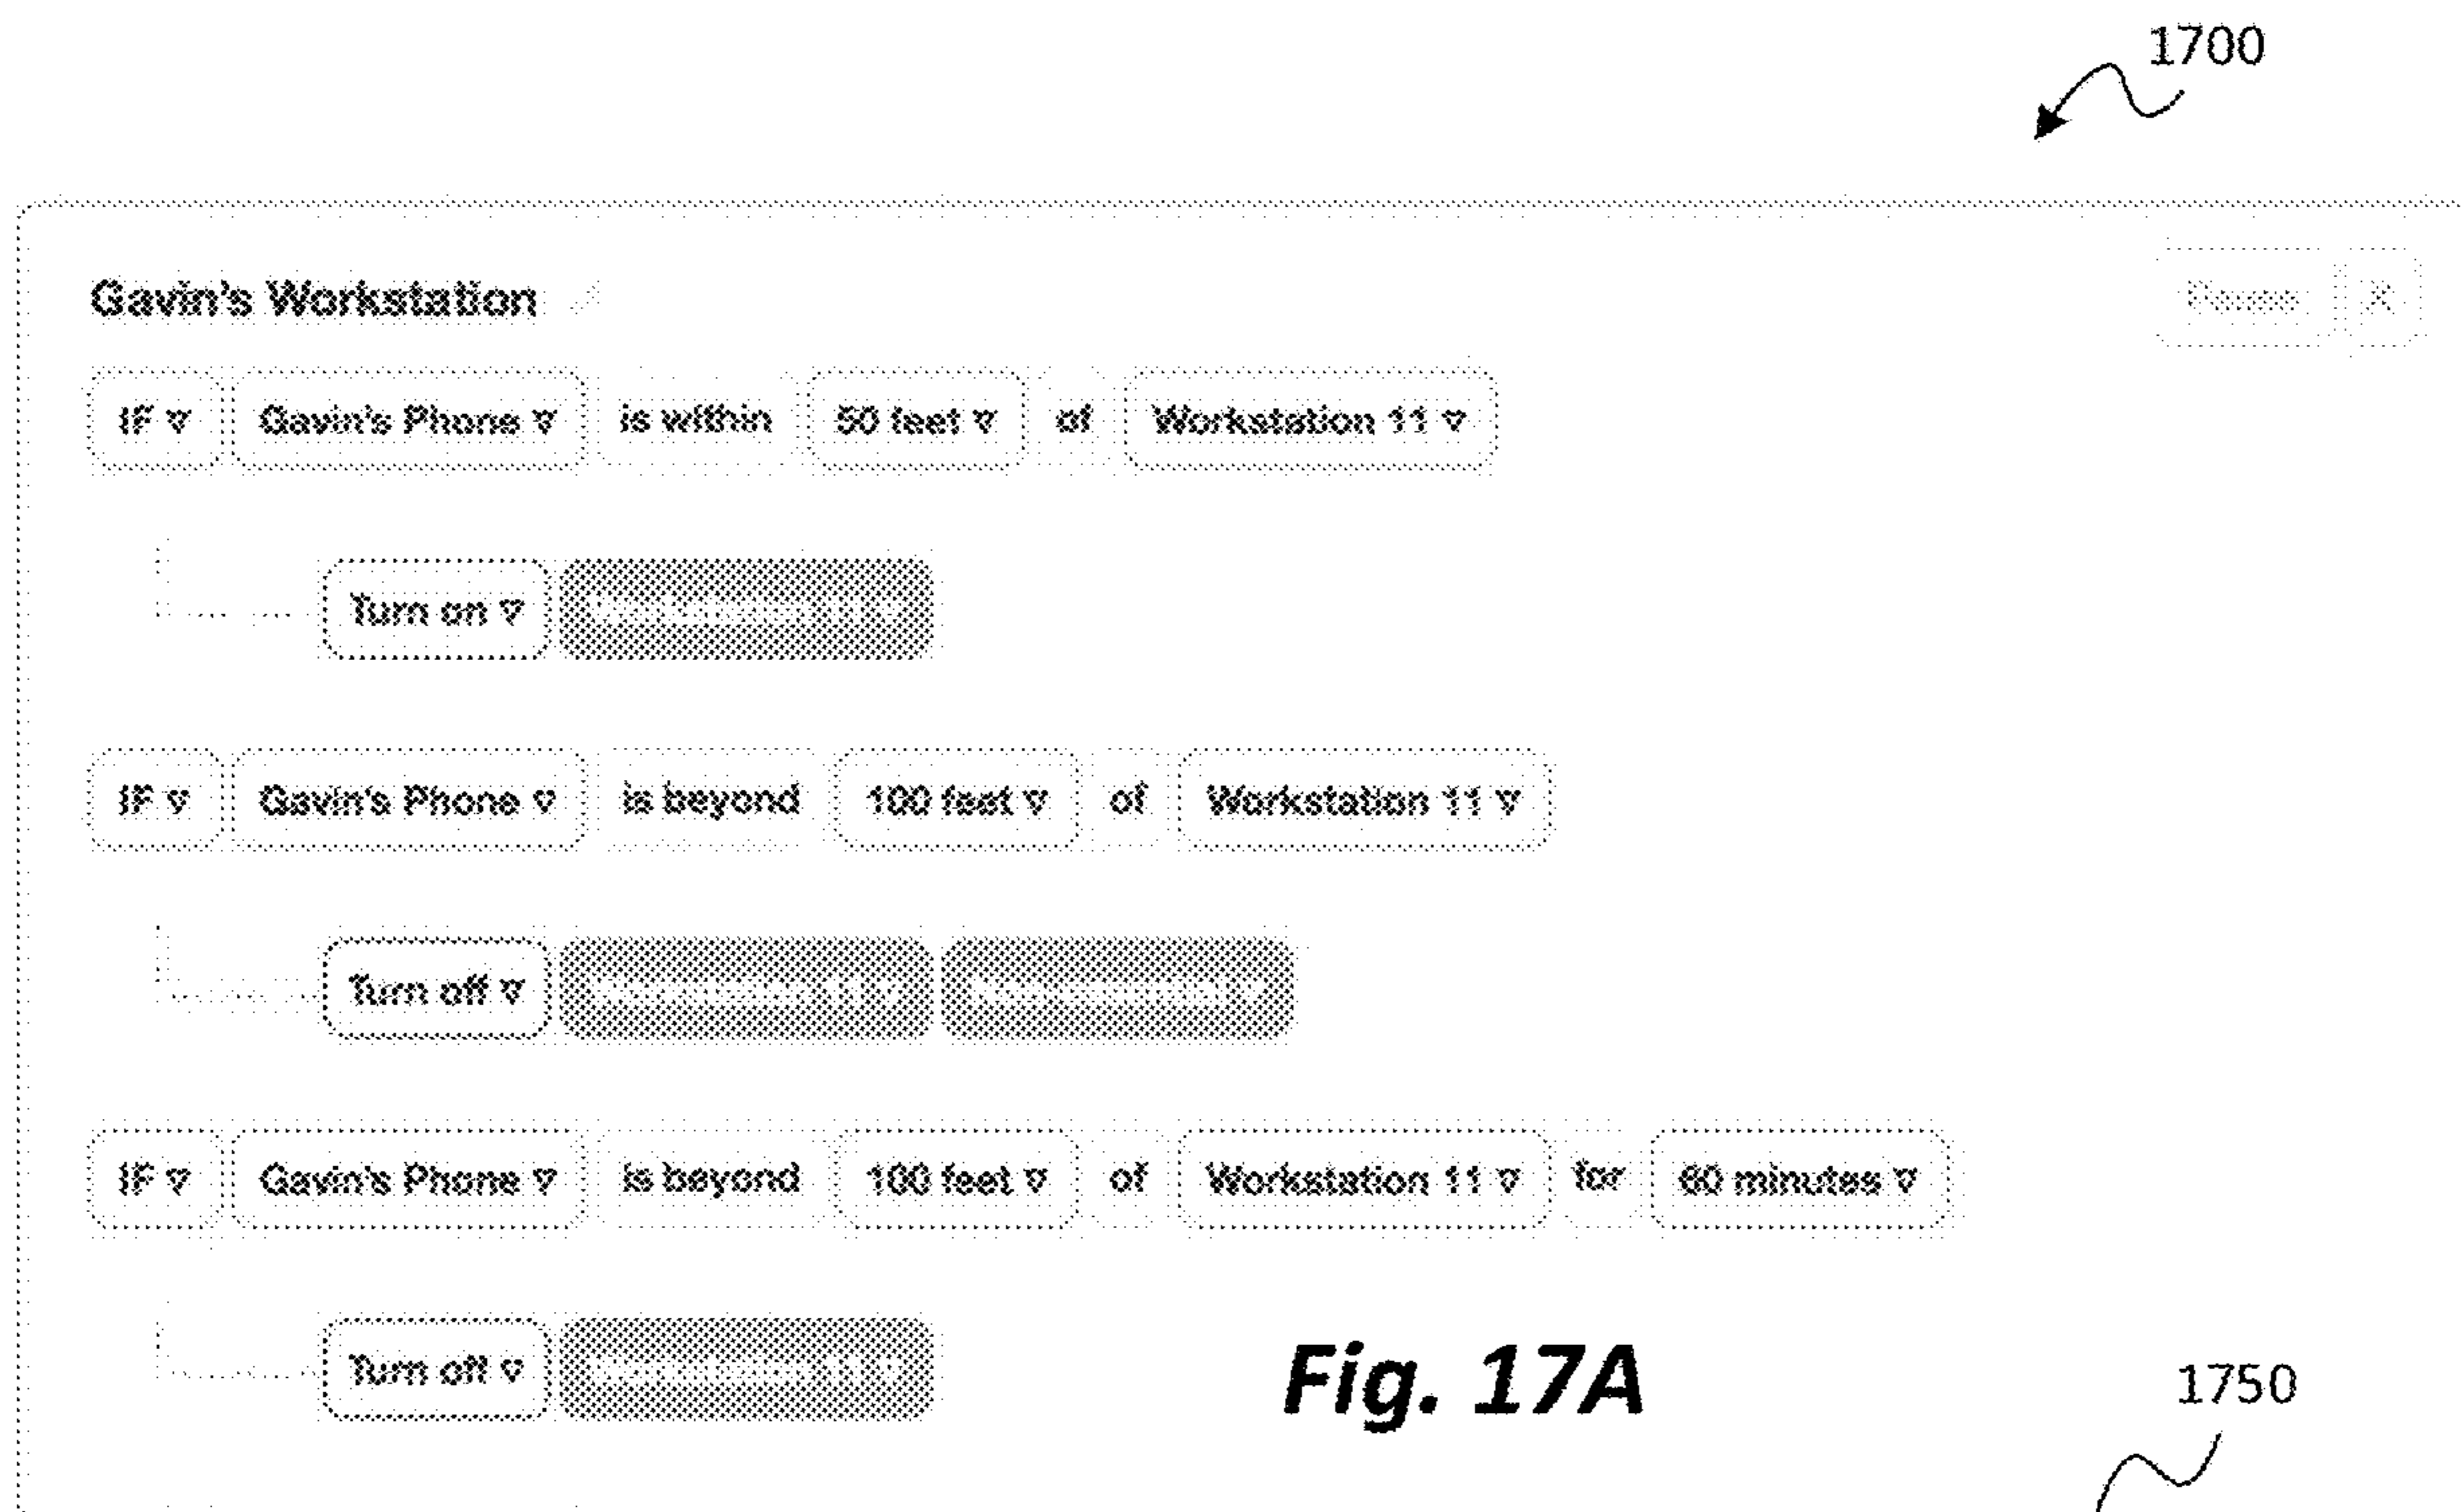 1700
Gavin's Workstation
IF ▽ Gavin's Phone ▽ is within 50 feet ▽ of Workstation 11 ▽
Turn on ▽
IF ▽ Gavin's Phone ▽ is beyond 100 feet ▽ of Workstation 11 ▽
Turn off ▽
IF ▽ Gavin's Phone ▽ is beyond 100 feet ▽ of Workstation 11 ▽ for 60 minutes ▽
Turn off ▽
Fig. 17A
1750